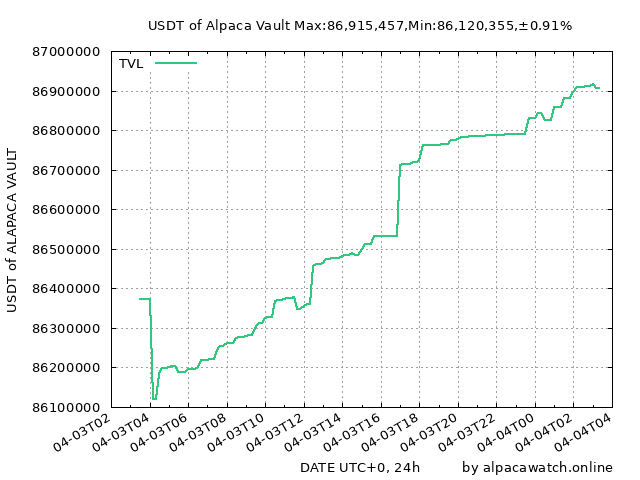 USDT of Alpaca Vault Max:86,915,457,Min:86,120,355,±0.91%
87000000
TVL
86900000
86800000
86700000
86600000
86500000
86400000
86300000
86200000
86100000
USDT of ALAPACA VAULT
04-03T02
04-03T04
04-03T06
04-03T08
04-03T10
04-03T12
04-03T14
04-03T16
04-03T18
04-03T20
04-03T22
04-04T00
04-04T02
04-04T04
DATE UTC+0, 24h
by alpacawatch.online